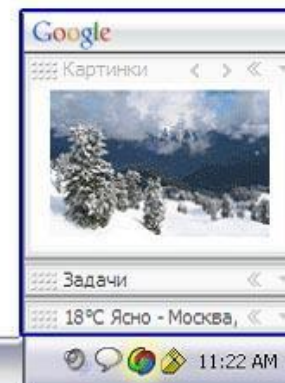 Google
Картинки
Задачи
18°C Ясно - Москва,
11:22 AM